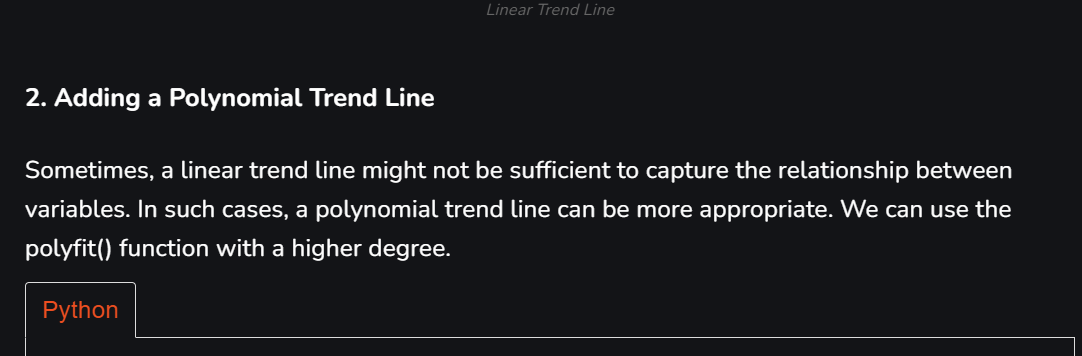 Linear Trend Line
2. Adding a Polynomial Trend Line
Sometimes, a linear trend line might not be sufficient to capture the relationship between
variables. In such cases, a polynomial trend line can be more appropriate. We can use the
polyfit() function with a higher degree.
Python